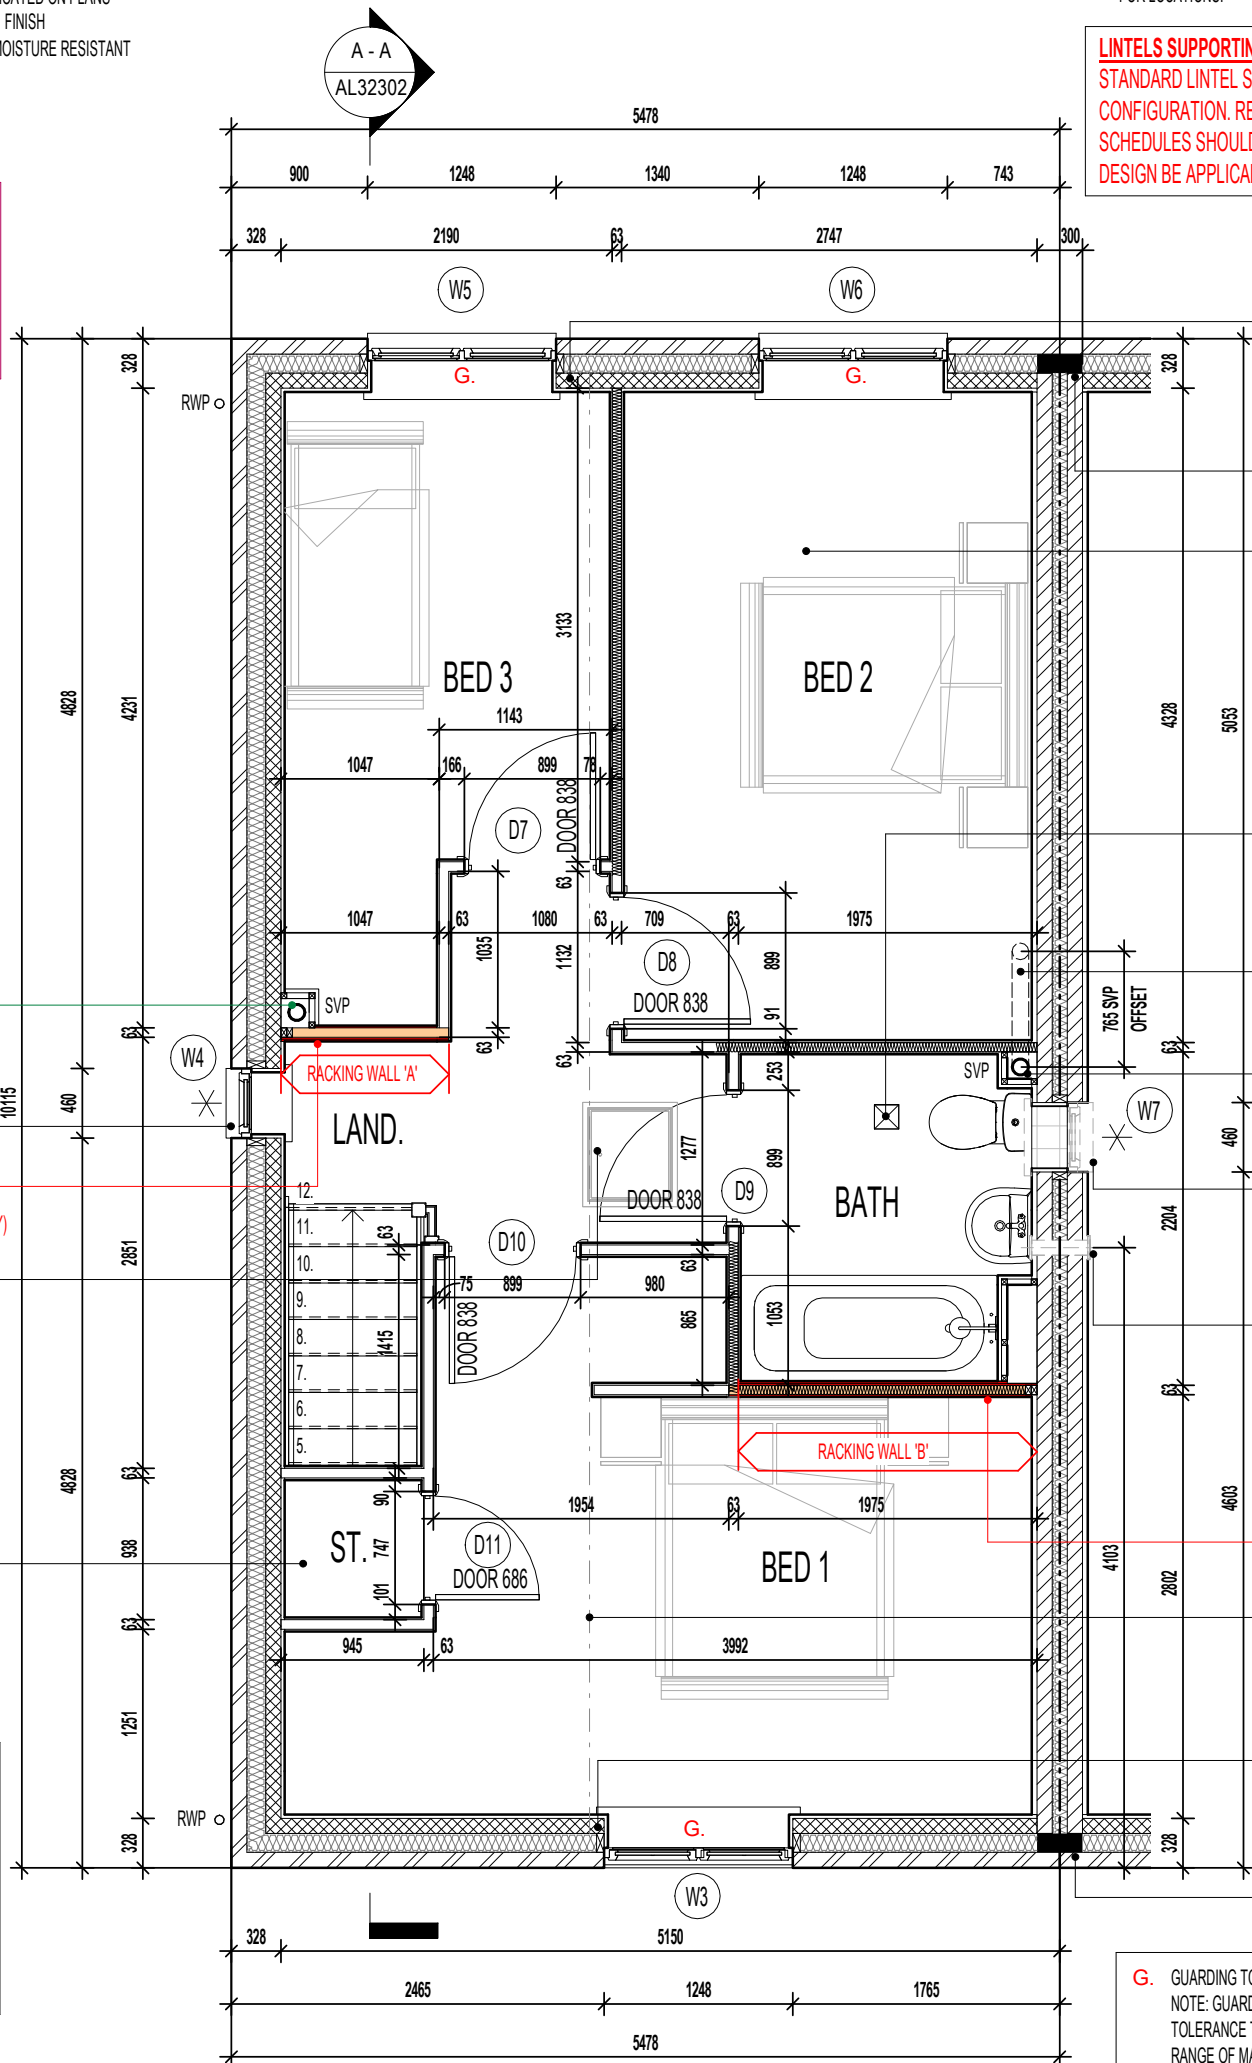 FINISH
MOISTURE RESISTANT
A - A
AL32302
LINTELS SUPPORTIN
STANDARD LINTEL S
CONFIGURATION. RE
SCHEDULES SHOULD
DESIGN BE APPLICA
5478
900 1248 1340 1248 743
328 2190 63 2747 300
W5 W6
328 328
G. G.
RWP
3133
BED 3 BED 2
4828 4231 4328 5053
1143
1047 166 899 78
D7 DOOR 838
63
1047 63 1080 63 709 63 1975
1035 1132 899
D8
DOOR 838
91
765 SVP
OFFSET
SVP
63 63 63 63
W4
RACKING WALL 'A'
253 SVP
10115 460
LAND.
W7
1277 899 460
12.
DOOR 838 D9 BATH
2204
Y)
11. 63 D10
10. 63
2851
9. 75 899 980
8. 1415 DOOR 838 865 1053
7.
6. 63
5.
RACKING WALL 'B'
63 90
4828
1954 63 1975
4603
938 ST. 747 D11
DOOR 686
BED 1
4103 2802
101
63
945 63 3992
1251
RWP
328 G. 328
W3
328 5150
2465 1248 1765
5478
G. GUARDING TO
NOTE: GUARD
TOLERANCE T
RANGE OF MA